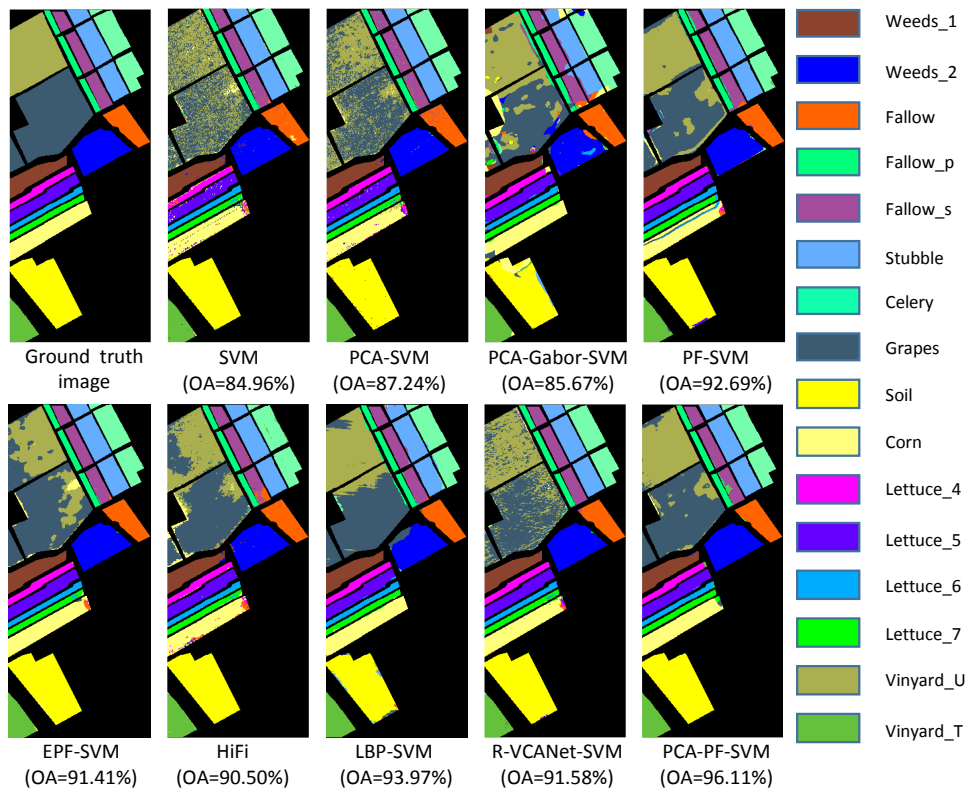 Ground truth
image
SVM
(OA=84.96%)
PCA-SVM
(OA=87.24%)
PCA-Gabor-SVM
(OA=85.67%)
PF-SVM
(OA=92.69%)
EPF-SVM
(OA=91.41%)
HiFi
(OA=90.50%)
LBP-SVM
(OA=93.97%)
R-VCANet-SVM
(OA=91.58%)
PCA-PF-SVM
(OA=96.11%)
Weeds_1
Weeds_2
Fallow
Fallow_p
Fallow_s
Stubble
Celery
Grapes
Soil
Corn
Lettuce_4
Lettuce_5
Lettuce_6
Lettuce_7
Vinyard_U
Vinyard_T